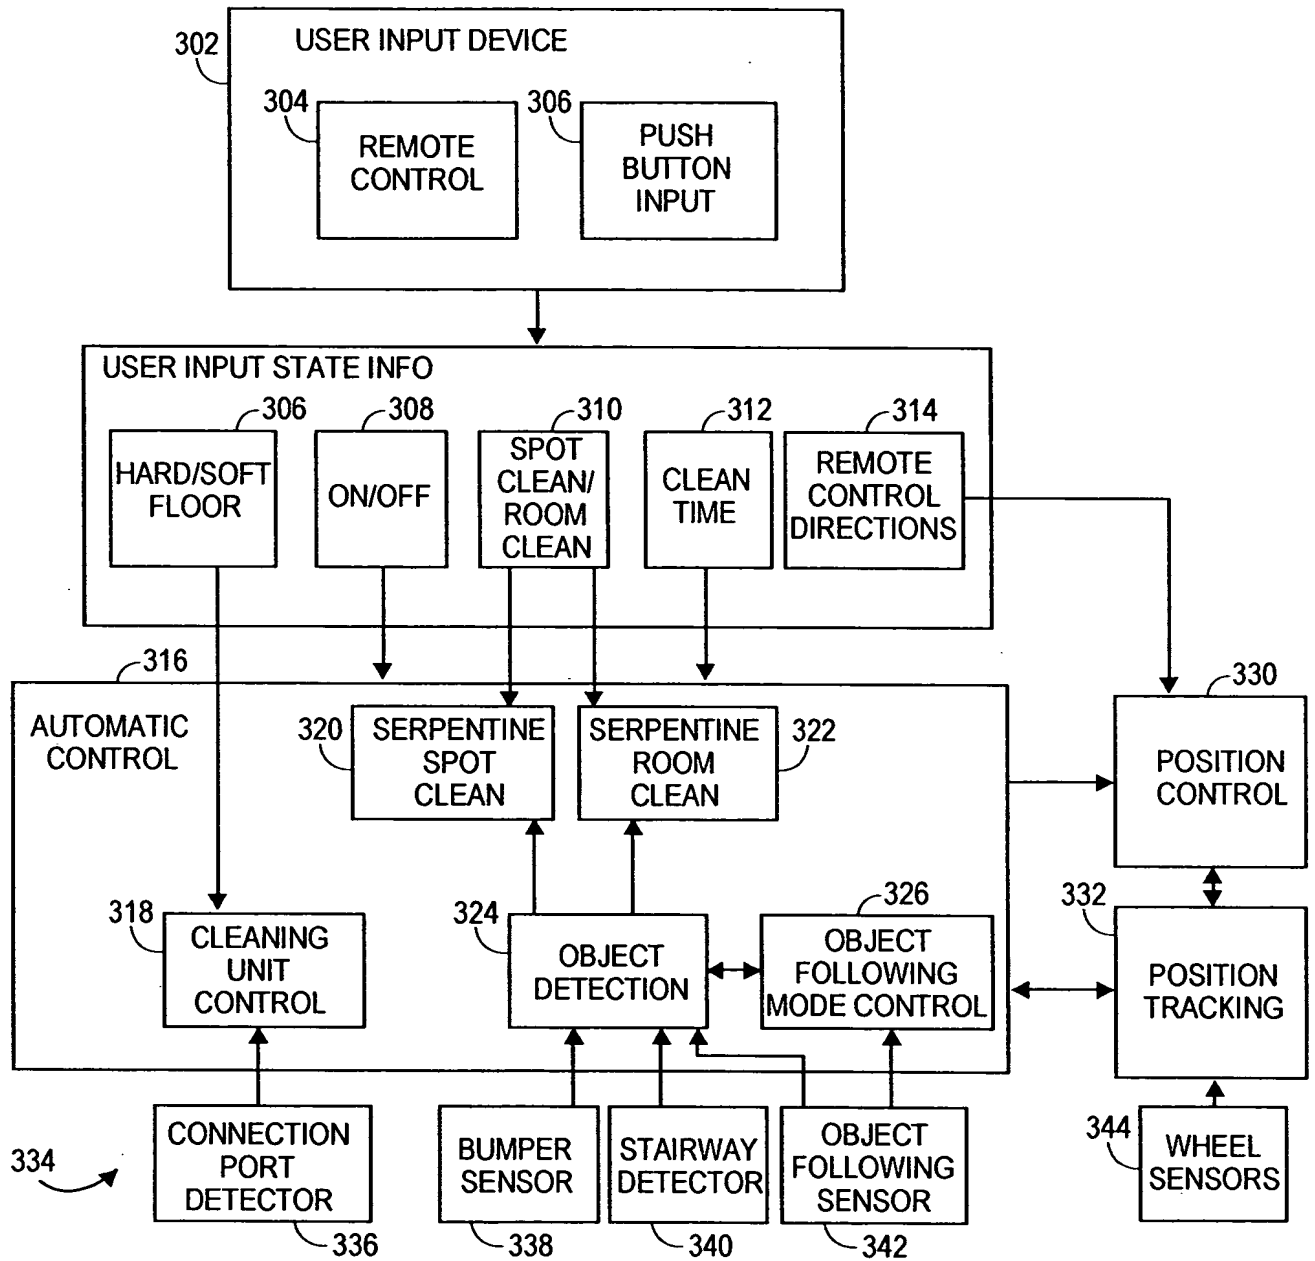 302
USER INPUT DEVICE
304
REMOTE
CONTROL
306
PUSH
BUTTON
INPUT
USER INPUT STATE INFO
306
HARD/SOFT
FLOOR
308
ON/OFF
310
SPOT
CLEAN/
ROOM
CLEAN
312
CLEAN
TIME
314
REMOTE
CONTROL
DIRECTIONS
316
AUTOMATIC
CONTROL
320
SERPENTINE
SPOT
CLEAN
SERPENTINE
ROOM
CLEAN
322
330
POSITION
CONTROL
318
CLEANING
UNIT
CONTROL
324
OBJECT
DETECTION
326
OBJECT
FOLLOWING
MODE CONTROL
332
POSITION
TRACKING
334
CONNECTION
PORT
DETECTOR
336
BUMPER
SENSOR
338
STAIRWAY
DETECTOR
340
OBJECT
FOLLOWING
SENSOR
342
344
WHEEL
SENSORS